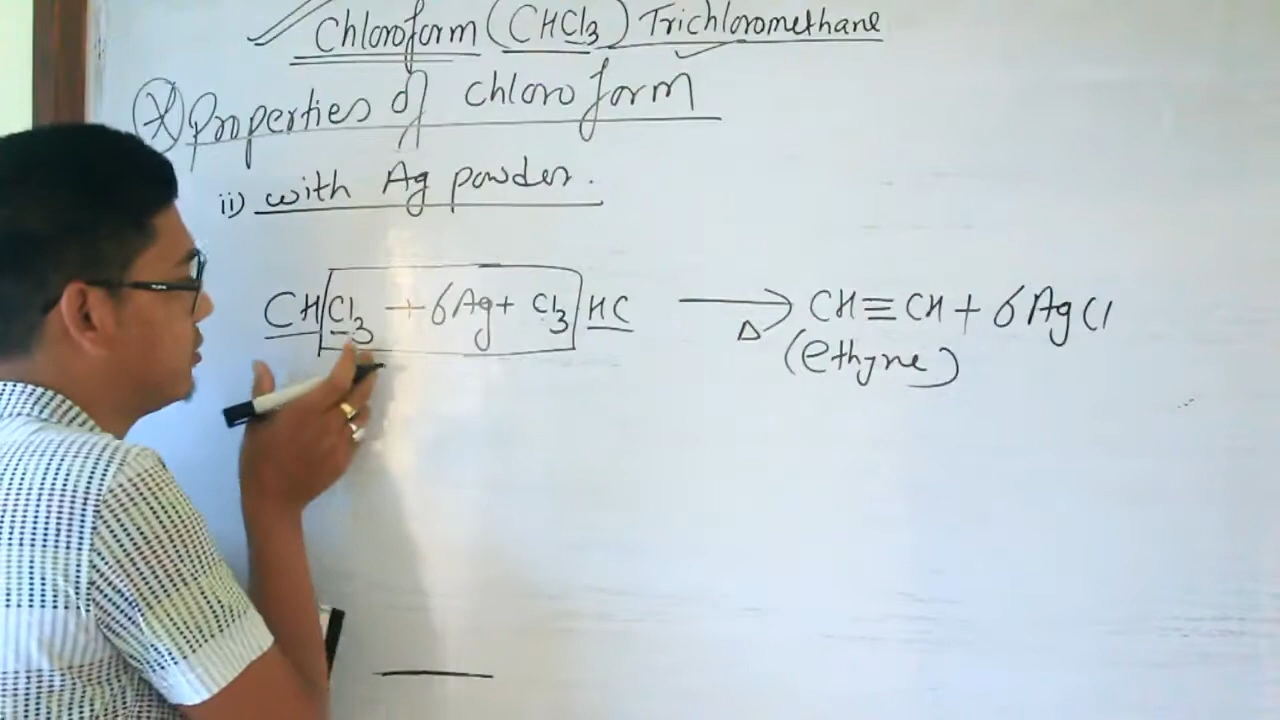 Chloroform (CHCl3) Trichloromethane
Properties of chloroform
ii) with Ag powder.
CHCl3 + 6Ag + Cl3HC → CH≡CH + 6AgCl
Δ
(ethyne)